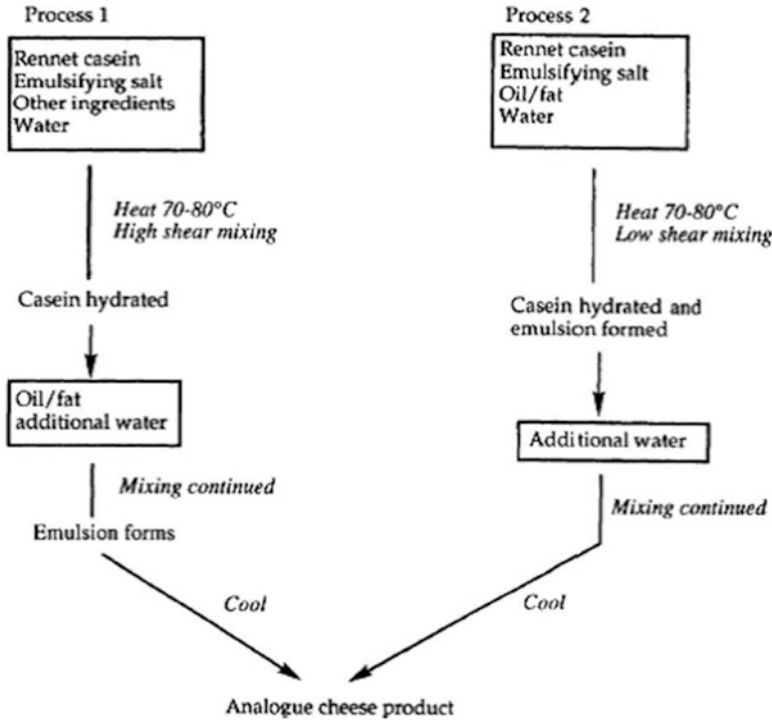 Process 1
Rennet casein
Emulsifying salt
Other ingredients
Water
Heat 70-80°C
High shear mixing
Casein hydrated
Oil/fat
additional water
Mixing continued
Emulsion forms
Cool
Process 2
Rennet casein
Emulsifying salt
Oil/fat
Water
Heat 70-80°C
Low shear mixing
Casein hydrated and
emulsion formed
Additional water
Mixing continued
Cool
Analogue cheese product